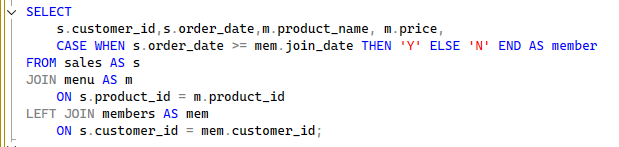 SELECT
s.customer_id,s.order_date,m.product_name, m.price,
CASE WHEN s.order_date >= mem.join_date THEN 'Y' ELSE 'N' END AS member
FROM sales AS s
JOIN menu AS m
ON s.product_id = m.product_id
LEFT JOIN members AS mem
ON s.customer_id = mem.customer_id;